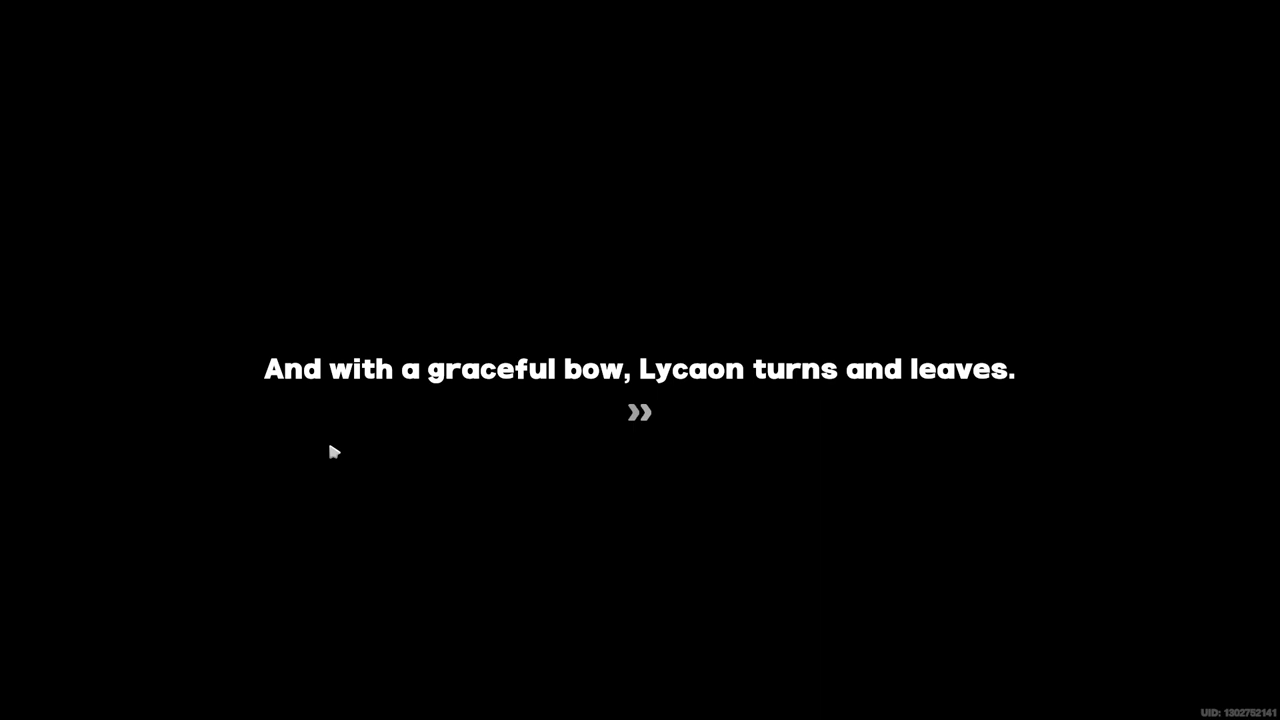 And with a graceful bow, Lycaon turns and leaves.
UID: 1302752141